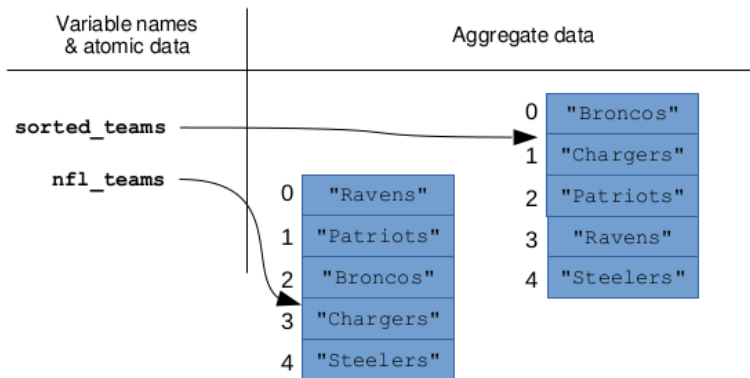 Variable names
& atomic data
Aggregate data
sorted_teams
nfl_teams
0 "Ravens"
1 "Patriots"
2 "Broncos"
3 "Chargers"
4 "Steelers"
0 "Broncos"
1 "Chargers"
2 "Patriots"
3 "Ravens"
4 "Steelers"